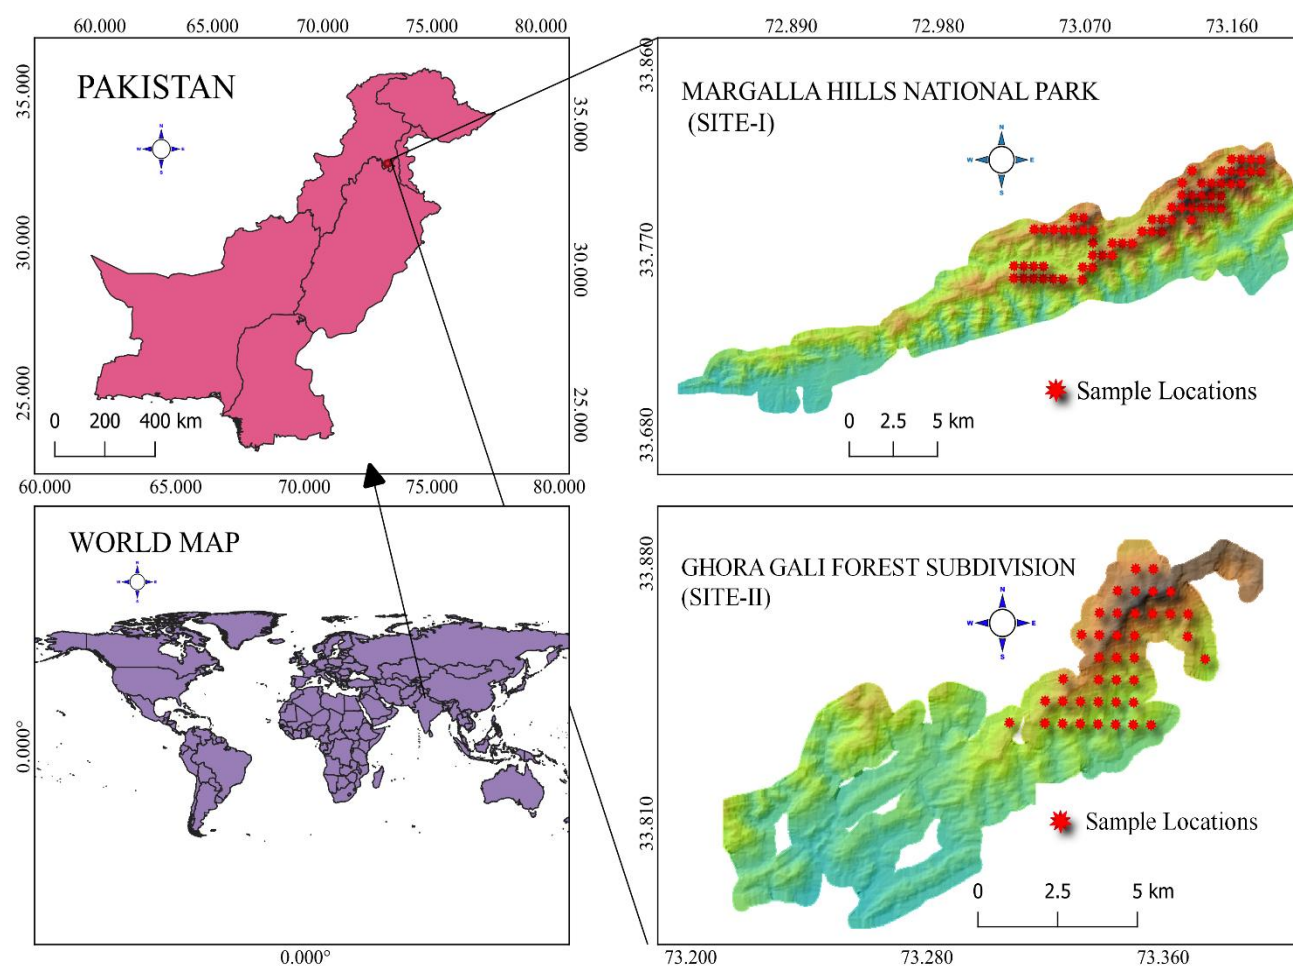 60.000 65.000 70.000 75.000 80.000
72.890 72.980 73.070 73.160
35.000
30.000
25.000
PAKISTAN
N
W
S
35.000
30.000
25.000
0 200 400 km
60.000 65.000 70.000 75.000 80.000
33.860
33.770
33.680
MARGALLA HILLS NATIONAL PARK
(SITE-I)
N
W E
S
Sample Locations
0 2.5 5 km
WORLD MAP
0.000°
0.000°
33.880
33.810
GHORA GALI FOREST SUBDIVISION
(SITE-II)
N
W E
S
Sample Locations
0 2.5 5 km
73.200 73.280 73.360